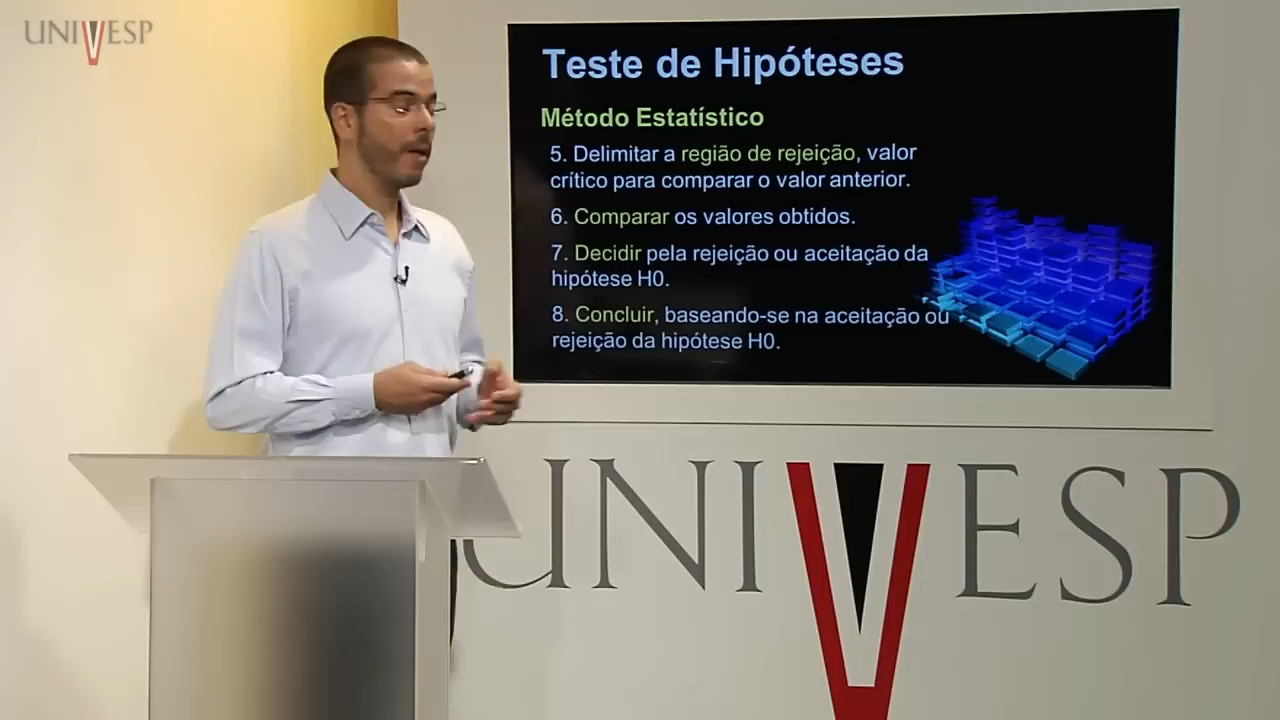 UNIVESP
Teste de Hipóteses
Método Estatístico
5. Delimitar a região de rejeição, valor
crítico para comparar o valor anterior.
6. Comparar os valores obtidos.
7. Decidir pela rejeição ou aceitação da
hipótese H0.
8. Concluir, baseando-se na aceitação ou
rejeição da hipótese H0.
UNIVESP